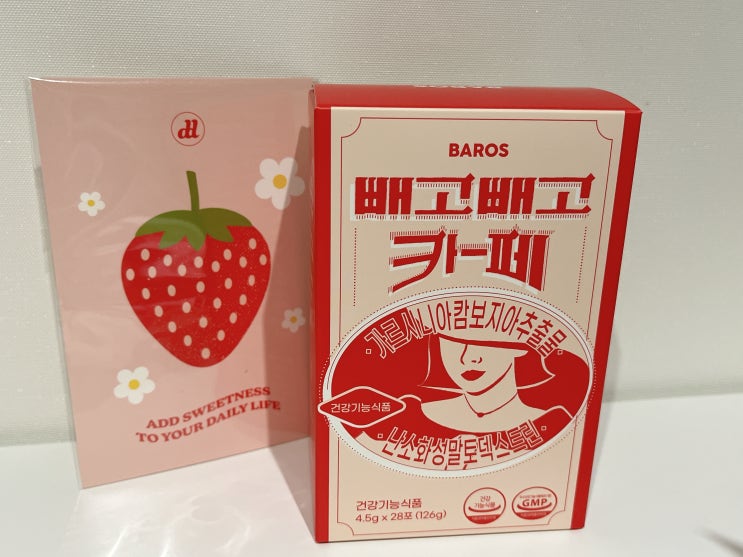 ADD SWEETNESS
TO YOUR DAILY LIFE
BAROS
빼고빼고
카-페
가르시니아캄보지아추출물
건강기능식품
난소화성말토덱스트린
건강기능식품
4.5g x 28포 (126g)
건강
기능식품
GMP